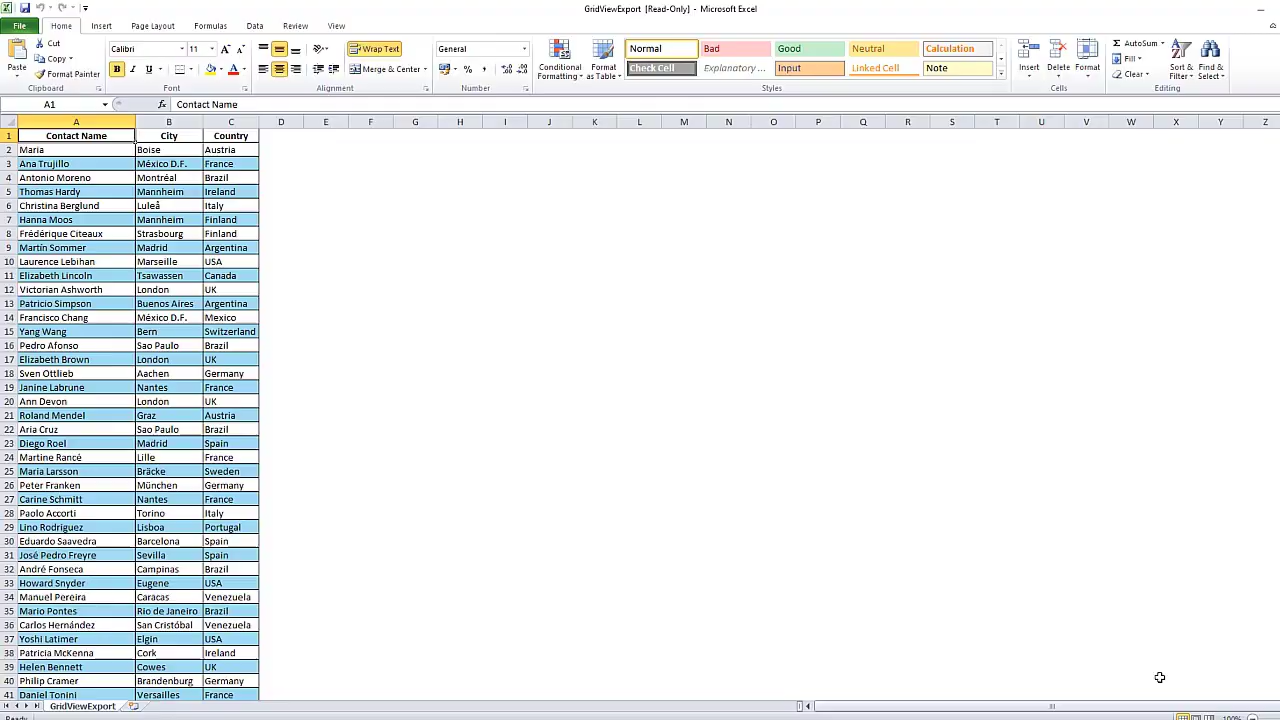 GridViewExport [Read-Only] - Microsoft Excel
File Home Insert Page Layout Formulas Data Review View
Paste Cut Copy Format Painter Clipboard
Calibri 11 B I U Font
Wrap Text Merge & Center Alignment
General % , Number
Conditional Formatting Format as Table
Normal Bad Good Neutral Calculation
Check Cell Explanatory ... Input Linked Cell Note
Styles
Insert Delete Format Cells
Σ AutoSum Fill Clear Sort & Filter Find & Select Editing
A1 fx Contact Name
A B C D E F G H I J K L M N O P Q R S T U V W X Y Z
1 Contact Name City Country
2 Maria Boise Austria
3 Ana Trujillo México D.F. France
4 Antonio Moreno Montréal Brazil
5 Thomas Hardy Mannheim Ireland
6 Christina Berglund Luleå Italy
7 Hanna Moos Mannheim Finland
8 Frédérique Citeaux Strasbourg Finland
9 Martín Sommer Madrid Argentina
10 Laurence Lebihan Marseille USA
11 Elizabeth Lincoln Tsawassen Canada
12 Victorian Ashworth London UK
13 Patricio Simpson Buenos Aires Argentina
14 Francisco Chang México D.F. Mexico
15 Yang Wang Bern Switzerland
16 Pedro Afonso Sao Paulo Brazil
17 Elizabeth Brown London UK
18 Sven Ottlieb Aachen Germany
19 Janine Labrune Nantes France
20 Ann Devon London UK
21 Roland Mendel Graz Austria
22 Aria Cruz Sao Paulo Brazil
23 Diego Roel Madrid Spain
24 Martine Rancé Lille France
25 Maria Larsson Bräcke Sweden
26 Peter Franken München Germany
27 Carine Schmitt Nantes France
28 Paolo Accorti Torino Italy
29 Lino Rodriguez Lisboa Portugal
30 Eduardo Saavedra Barcelona Spain
31 José Pedro Freyre Sevilla Spain
32 André Fonseca Campinas Brazil
33 Howard Snyder Eugene USA
34 Manuel Pereira Caracas Venezuela
35 Mario Pontes Rio de Janeiro Brazil
36 Carlos Hernández San Cristóbal Venezuela
37 Yoshi Latimer Elgin USA
38 Patricia McKenna Cork Ireland
39 Helen Bennett Cowes UK
40 Philip Cramer Brandenburg Germany
41 Daniel Tonini Versailles France
GridViewExport
Ready 100%